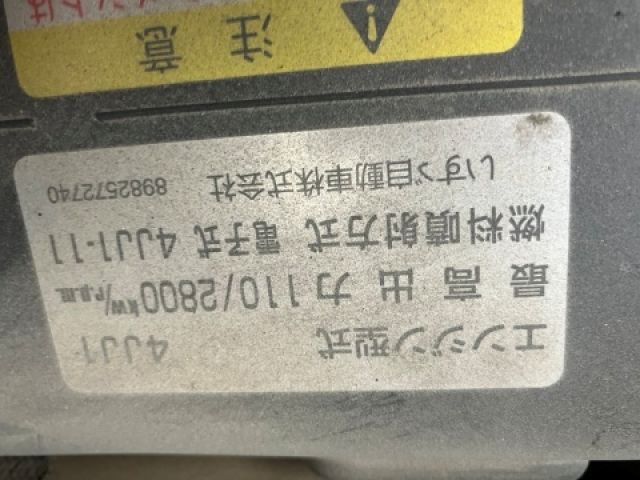 エンジン型式 4JJ1-
最高出力 110/2800 kW/r.p.m
燃料噴射方式 電子式 4JJ1-11
いすゞ自動車株式会社 8982572740
注意